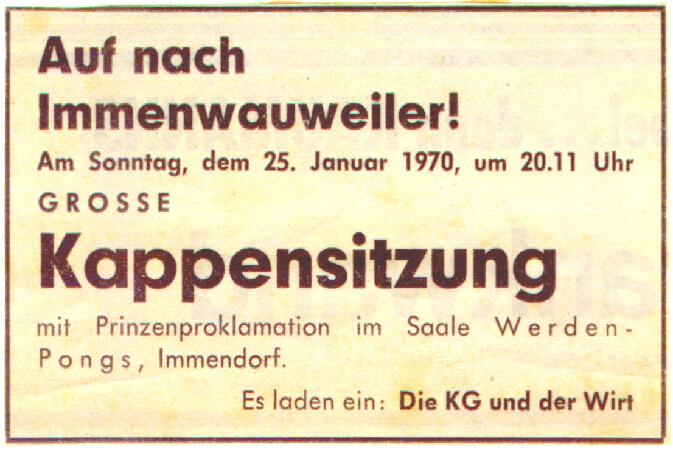 Auf nach
Immenwauweiler!
Am Sonntag, dem 25. Januar 1970, um 20.11 Uhr
GROSSE
Kappensitzung
mit Prinzenproklamation im Saale Werden-
Pongs, Immendorf.
Es laden ein: Die KG und der Wirt